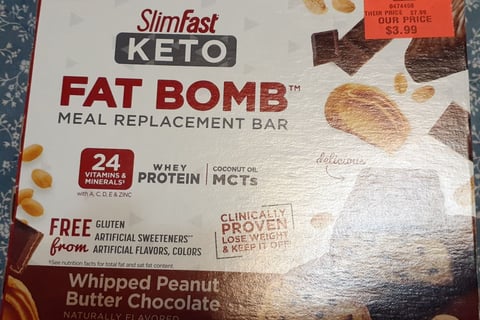 0474408
THEIR PRICE 7.99
OUR PRICE
$3.99
SlimFast
KETO
FAT BOMB™
MEAL REPLACEMENT BAR
delicious
24
VITAMINS &
MINERALS†
with A, C, D, E & ZINC
WHEY
PROTEIN
COCONUT OIL
MCTs
FREE from
GLUTEN
ARTIFICIAL SWEETENERS**
ARTIFICIAL FLAVORS, COLORS
CLINICALLY
PROVEN
LOSE WEIGHT
& KEEP IT OFF
*See nutrition facts for total fat and sat fat content.
Whipped Peanut
Butter Chocolate
NATURALLY FLAVORED